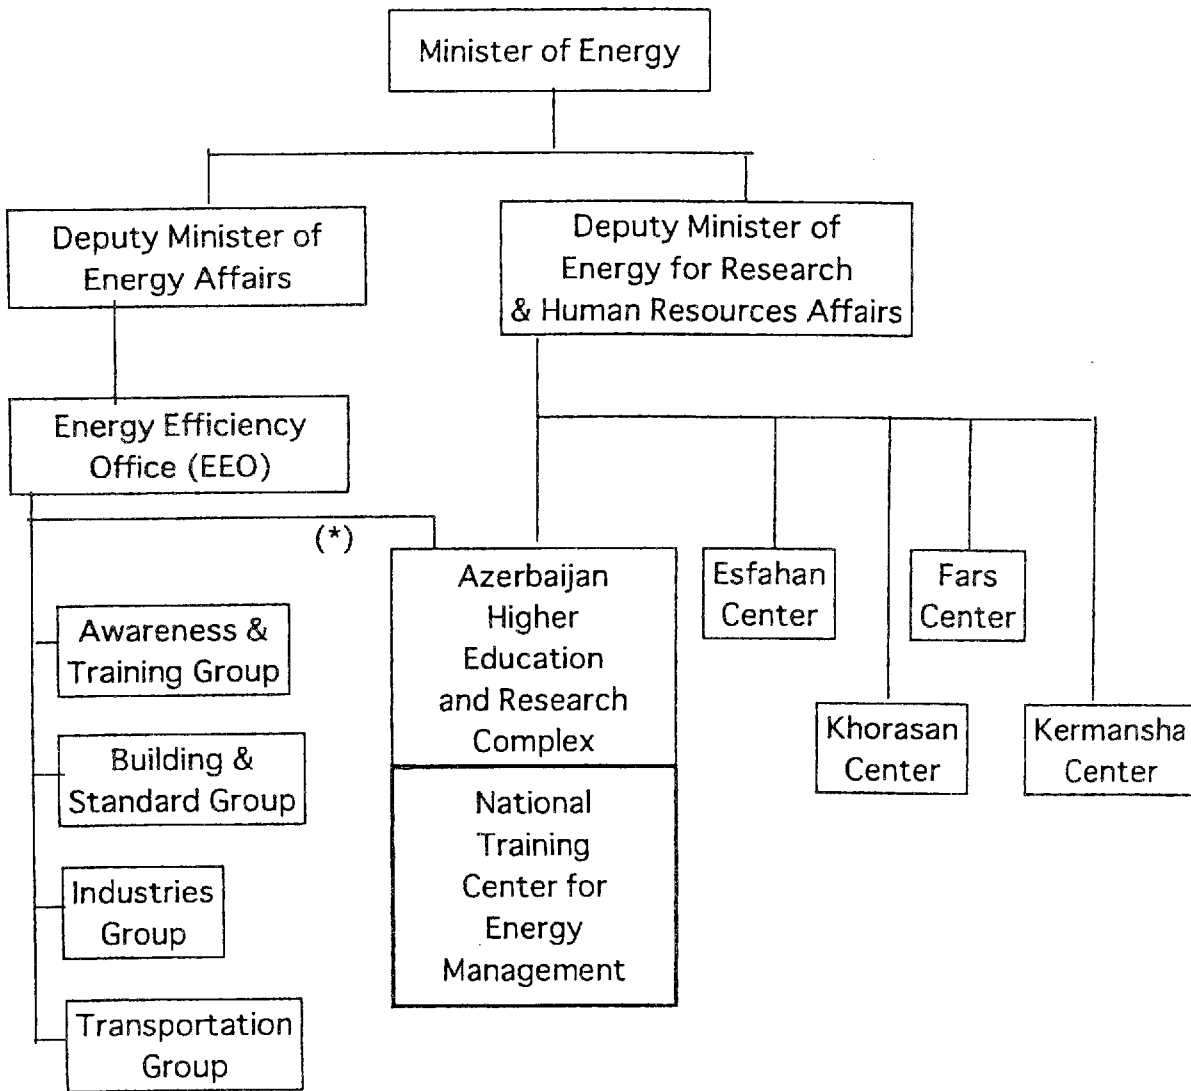 Minister of Energy
Deputy Minister of
Energy Affairs
Deputy Minister of
Energy for Research
& Human Resources Affairs
Energy Efficiency
Office (EEO)
(*)
Awareness &
Training Group
Building &
Standard Group
Industries
Group
Transportation
Group
Azerbaijan
Higher
Education
and Research
Complex
National
Training
Center for
Energy
Management
Esfahan
Center
Fars
Center
Khorasan
Center
Kermansha
Center